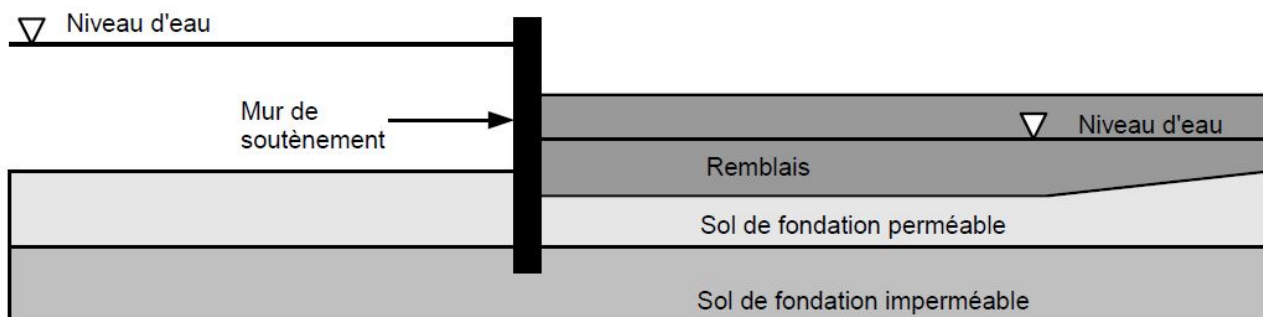 Niveau d'eau
Mur de
soutènement
Niveau d'eau
Remblais
Sol de fondation perméable
Sol de fondation imperméable